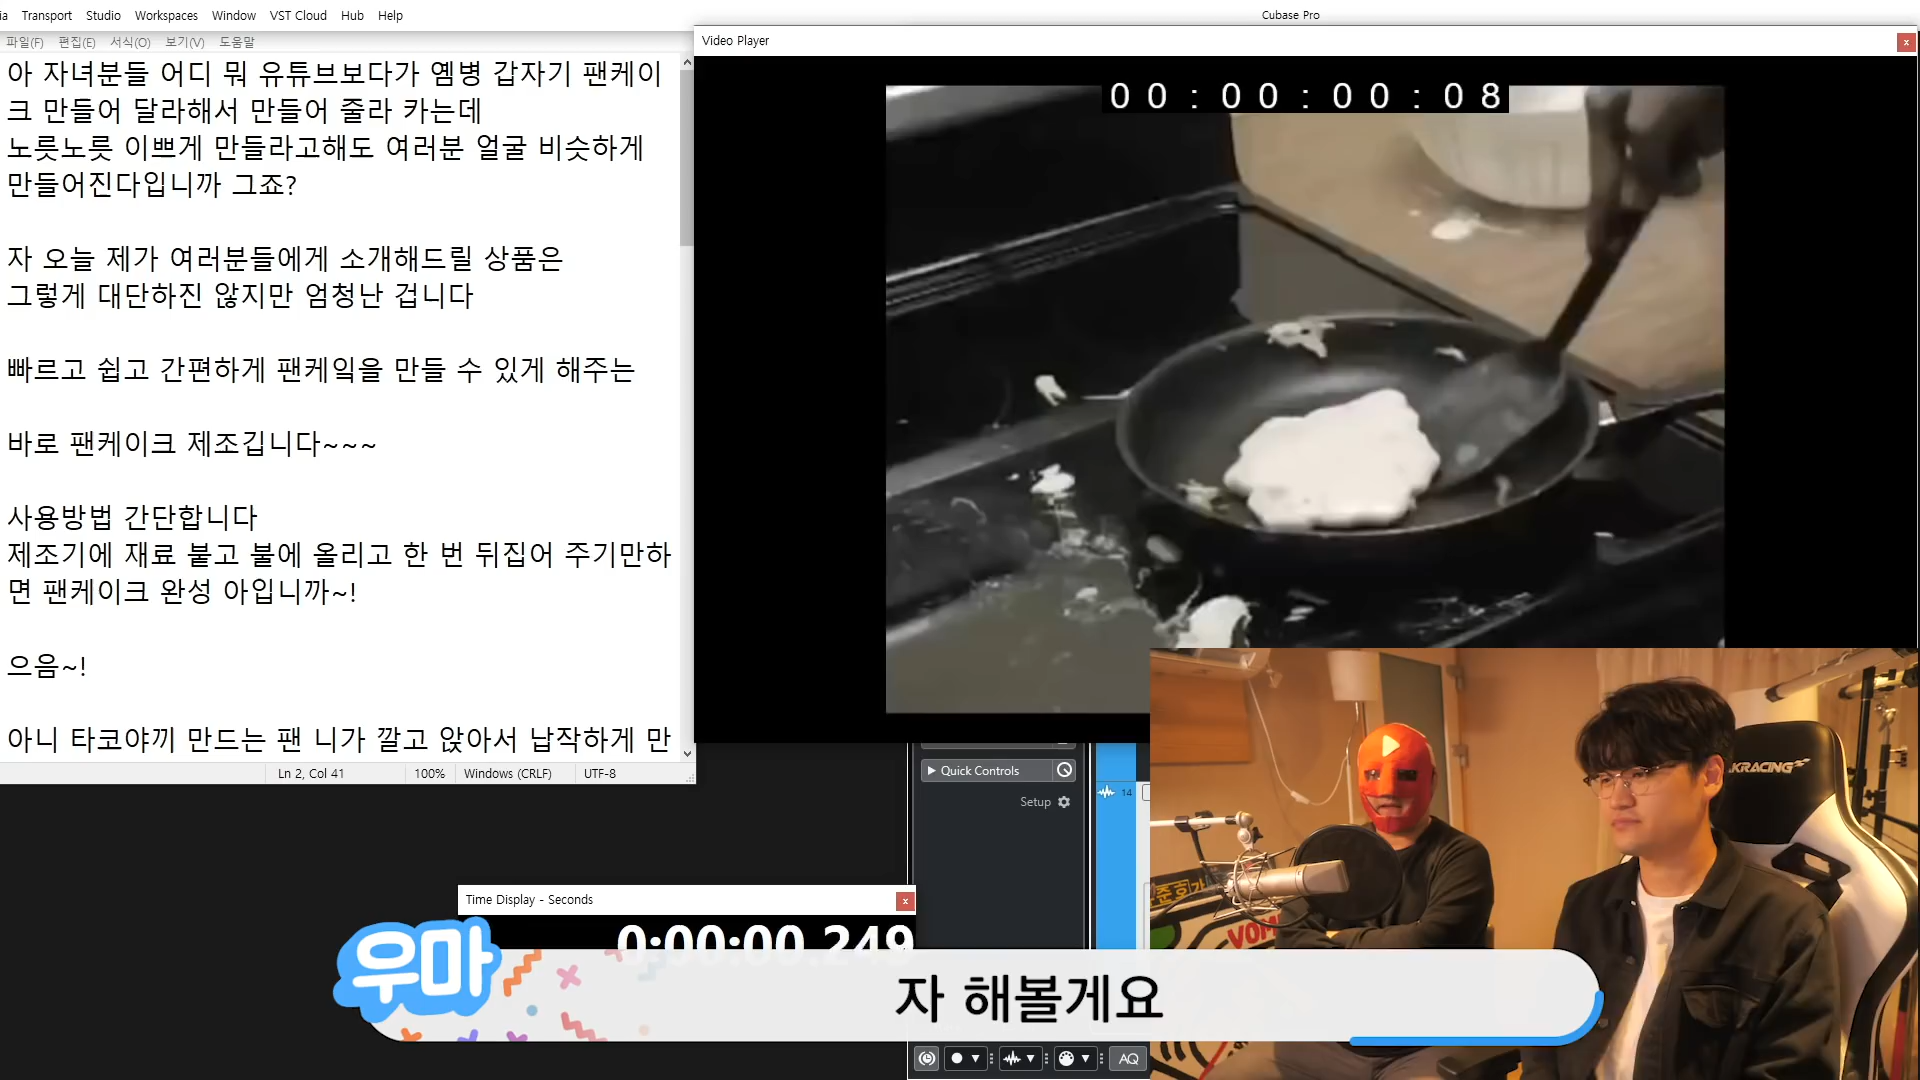 ia Transport Studio Workspaces Window VST Cloud Hub Help
Cubase Pro
파일(F) 편집(E) 서식(O) 보기(V) 도움말
아 자녀분들 어디 뭐 유튜브보다가 옘병 갑자기 팬케이
크 만들어 달라해서 만들어 줄라 카는데
노릇노릇 이쁘게 만들라고해도 여러분 얼굴 비슷하게
만들어진다입니까 그죠?
자 오늘 제가 여러분들에게 소개해드릴 상품은
그렇게 대단하진 않지만 엄청난 겁니다
빠르고 쉽고 간편하게 팬케잌을 만들 수 있게 해주는
바로 팬케이크 제조깁니다~~~
사용방법 간단합니다
제조기에 재료 붙고 불에 올리고 한 번 뒤집어 주기만하
면 팬케이크 완성 아입니까~!
으음~!
아니 타코야끼 만드는 팬 니가 깔고 앉아서 납작하게 만
Ln 2, Col 41 100% Windows (CRLF) UTF-8
Video Player
00:00:00:08
Quick Controls
Setup
14
Time Display - Seconds
0:00:00.249
KRACING
VOM
우마
자 해볼게요
AQ